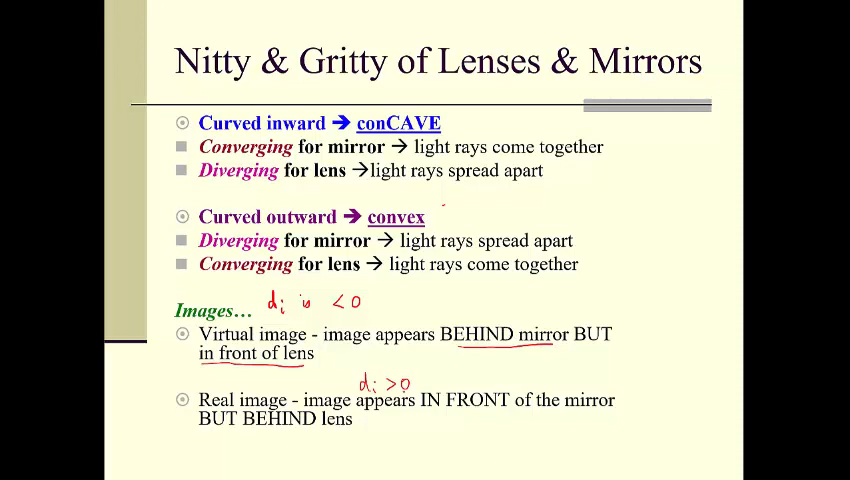 Nitty & Gritty of Lenses & Mirrors
Curved inward → conCAVE
Converging for mirror → light rays come together
Diverging for lens →light rays spread apart
Curved outward → convex
Diverging for mirror → light rays spread apart
Converging for lens → light rays come together
Images… di is < 0
Virtual image - image appears BEHIND mirror BUT
in front of lens
di > 0
Real image - image appears IN FRONT of the mirror
BUT BEHIND lens